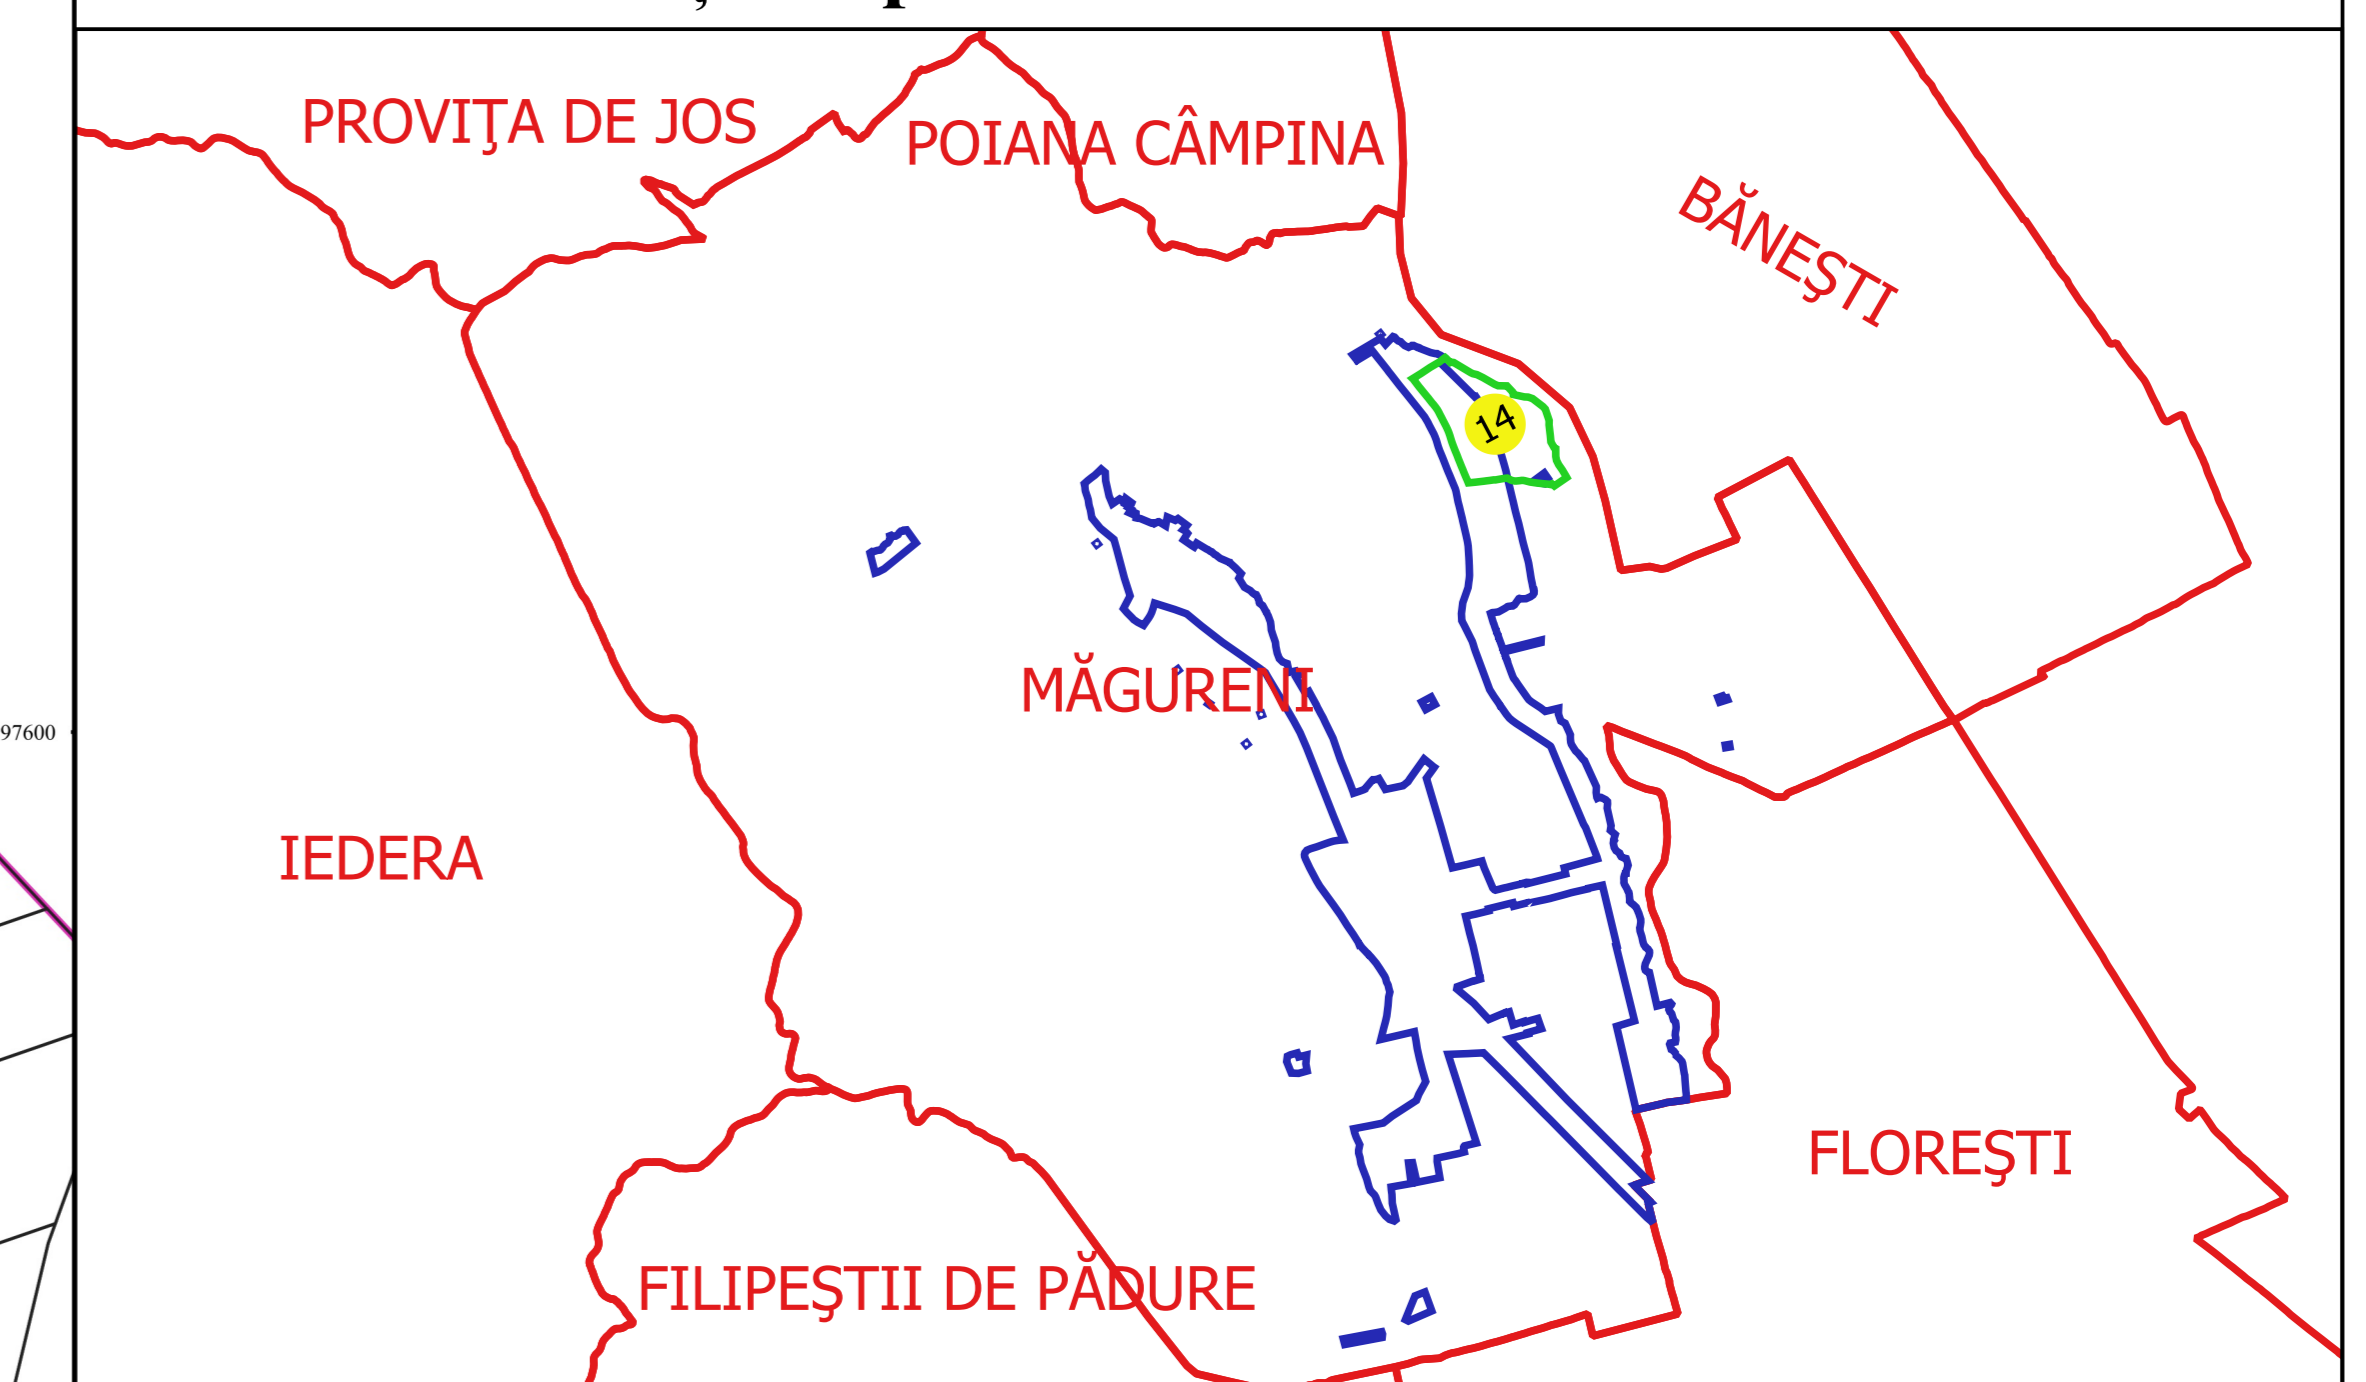 PROVIŢA DE JOS
POIANA CÂMPINA
BĂNEŞTI
14
MĂGURENI
97600
IEDERA
FLOREŞTI
FILIPEŞTII DE PĂDURE